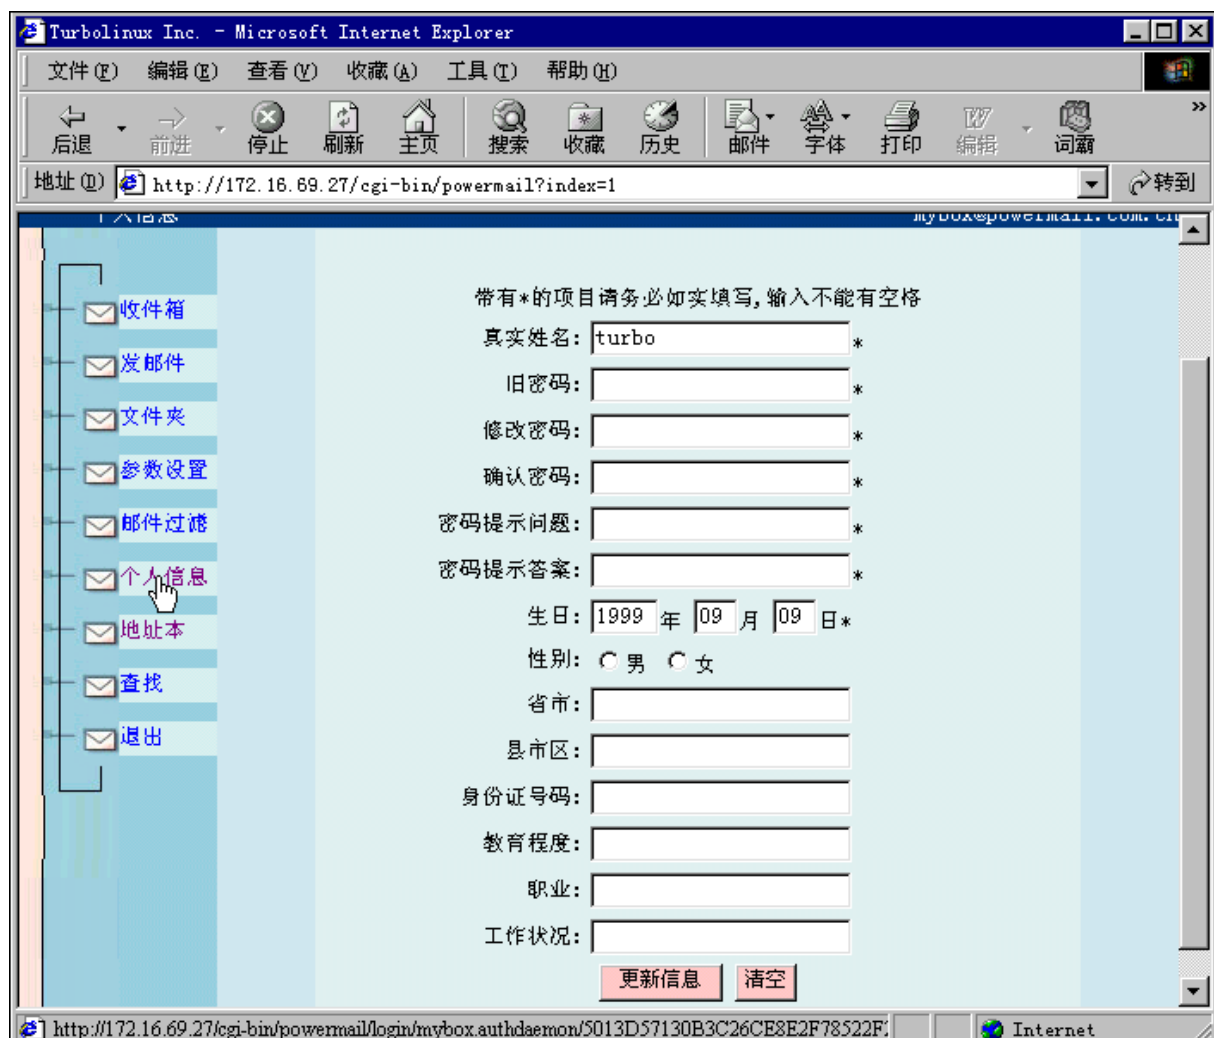 Turbolinux Inc. - Microsoft Internet Explorer
文件(F) 编辑(E) 查看(V) 收藏(A) 工具(T) 帮助(H)
后退 前进 停止 刷新 主页 搜索 收藏 历史 邮件 字体 打印 编辑 词霸 »
地址(D) http://172.16.69.27/cgi-bin/powermail?index=1 转到
个人信息 mybox@powermail.com.cn
收件箱
发邮件
文件夹
参数设置
邮件过滤
个人信息
地址本
查找
退出
带有*的项目请务必如实填写,输入不能有空格
真实姓名: turbo *
旧密码: *
修改密码: *
确认密码: *
密码提示问题: *
密码提示答案: *
生日: 1999 年 09 月 09 日*
性别: 男 女
省市:
县市区:
身份证号码:
教育程度:
职业:
工作状况:
更新信息 清空
http://172.16.69.27/cgi-bin/powermail/login/mybox.authdaemon/5013D57130B3C26CE8E2F78522F Internet